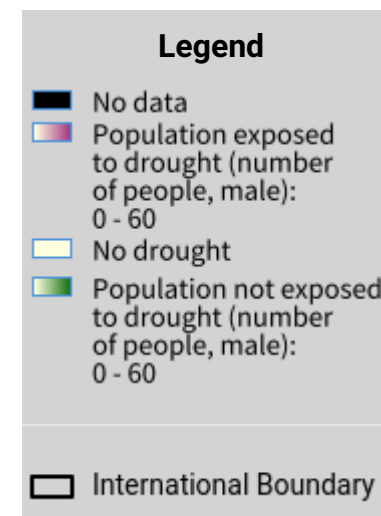 Legend
No data
Population exposed
to drought (number
of people, male):
0 - 60
No drought
Population not exposed
to drought (number
of people, male):
0 - 60
International Boundary